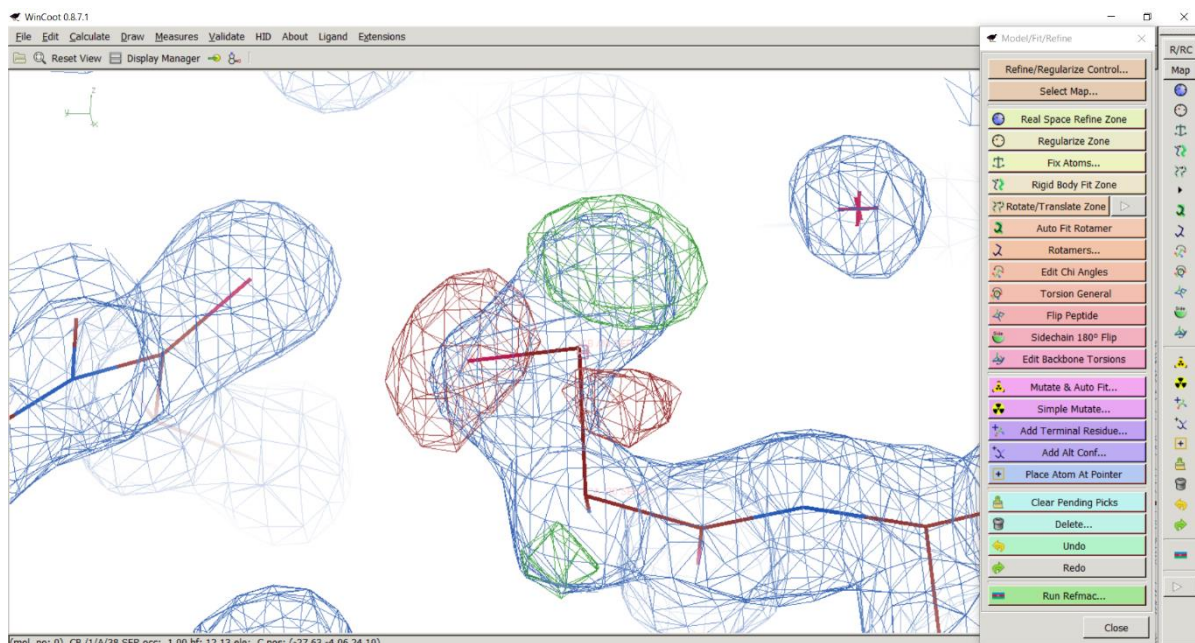 WinCoot 0.8.7.1
File Edit Calculate Draw Measures Validate HID About Ligand Extensions
Reset View Display Manager
Model/Fit/Refine
R/RC
Map
Refine/Regularize Control...
Select Map...
Real Space Refine Zone
Regularize Zone
Fix Atoms...
Rigid Body Fit Zone
Rotate/Translate Zone
Auto Fit Rotamer
Rotamers...
Edit Chi Angles
Torsion General
Flip Peptide
Side
Sidechain 180° Flip
Edit Backbone Torsions
Mutate & Auto Fit...
Simple Mutate...
Add Terminal Residue...
Add Alt Conf...
Place Atom At Pointer
Clear Pending Picks
Delete...
Undo
Redo
Run Refmac...
Close